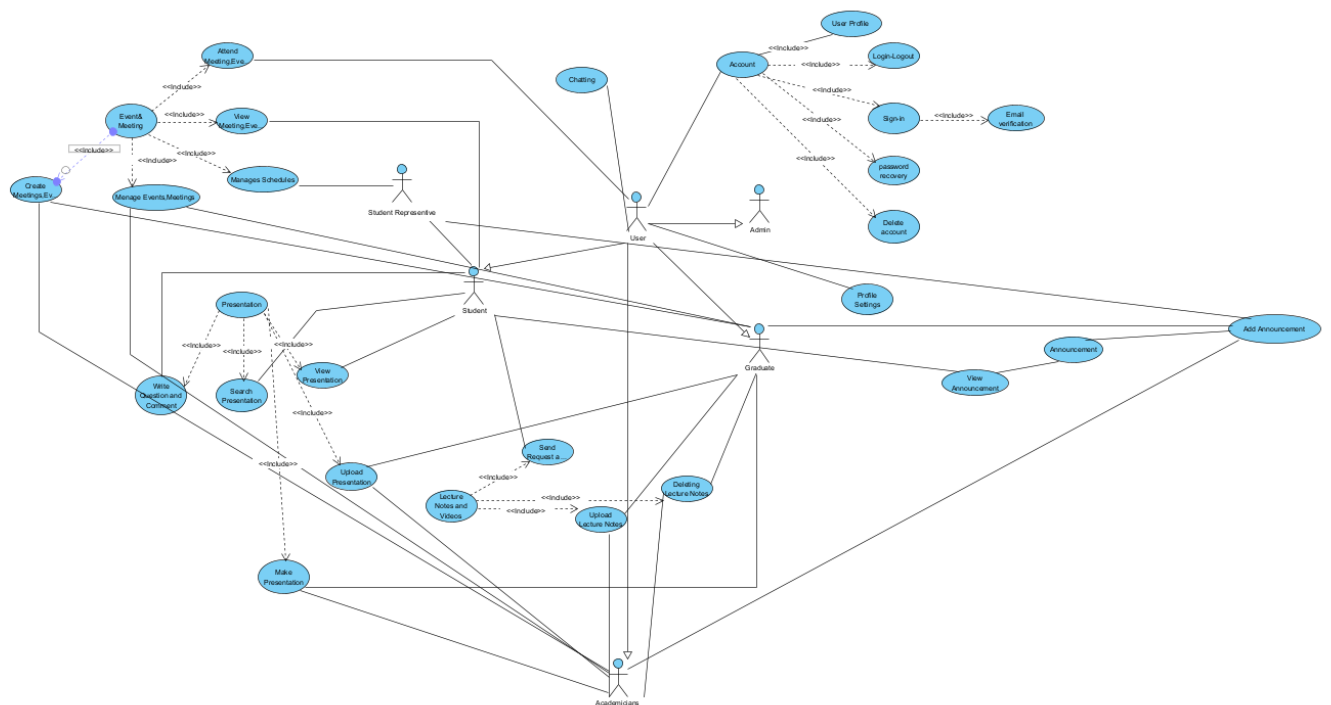 User Profile
Attend
Meeting.Eve...
<<Include>>
Login-Logout
Account
<<Include>>
Chatting
<<Include>>
<<Include>>
Event&
Meeting
<<Include>>
View
Meeting.Eve...
Sign-in
<<Include>>
Email
verification
<<Include>>
<<Include>>
<<Include>>
<<Include>>
password
recovery
Manages Schedules
Create
Meetings.Ev...
Menage Events,Meetings
Student Represent​ive
User
Admin
Delete
account
Profile
Settings
Presentation
Student
Add Announcement
<<Include>>
<<Include>>
<<Include>>
Announcement
Graduate
View
Presentation
View
Announcement
Write
Question and
Comment
Search
Presentation
<<Include>>
Send
Request a...
<<Include>>
Upload
Presentation
<<Include>>
Deleting
Lecture Notes
Lecture
Notes and
Videos
<<Include>>
<<Include>>
Upload
Lecture Notes
Make
Presentation
Academicians